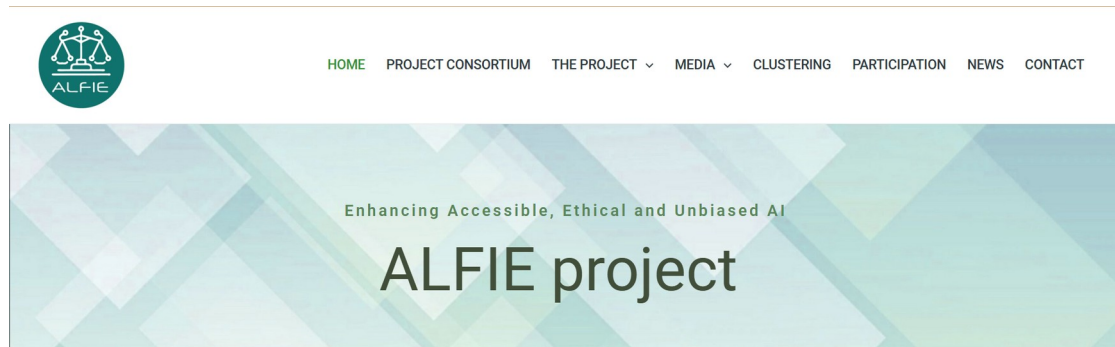 ALFIE
HOME PROJECT CONSORTIUM THE PROJECT MEDIA CLUSTERING PARTICIPATION NEWS CONTACT
Enhancing Accessible, Ethical and Unbiased AI
ALFIE project